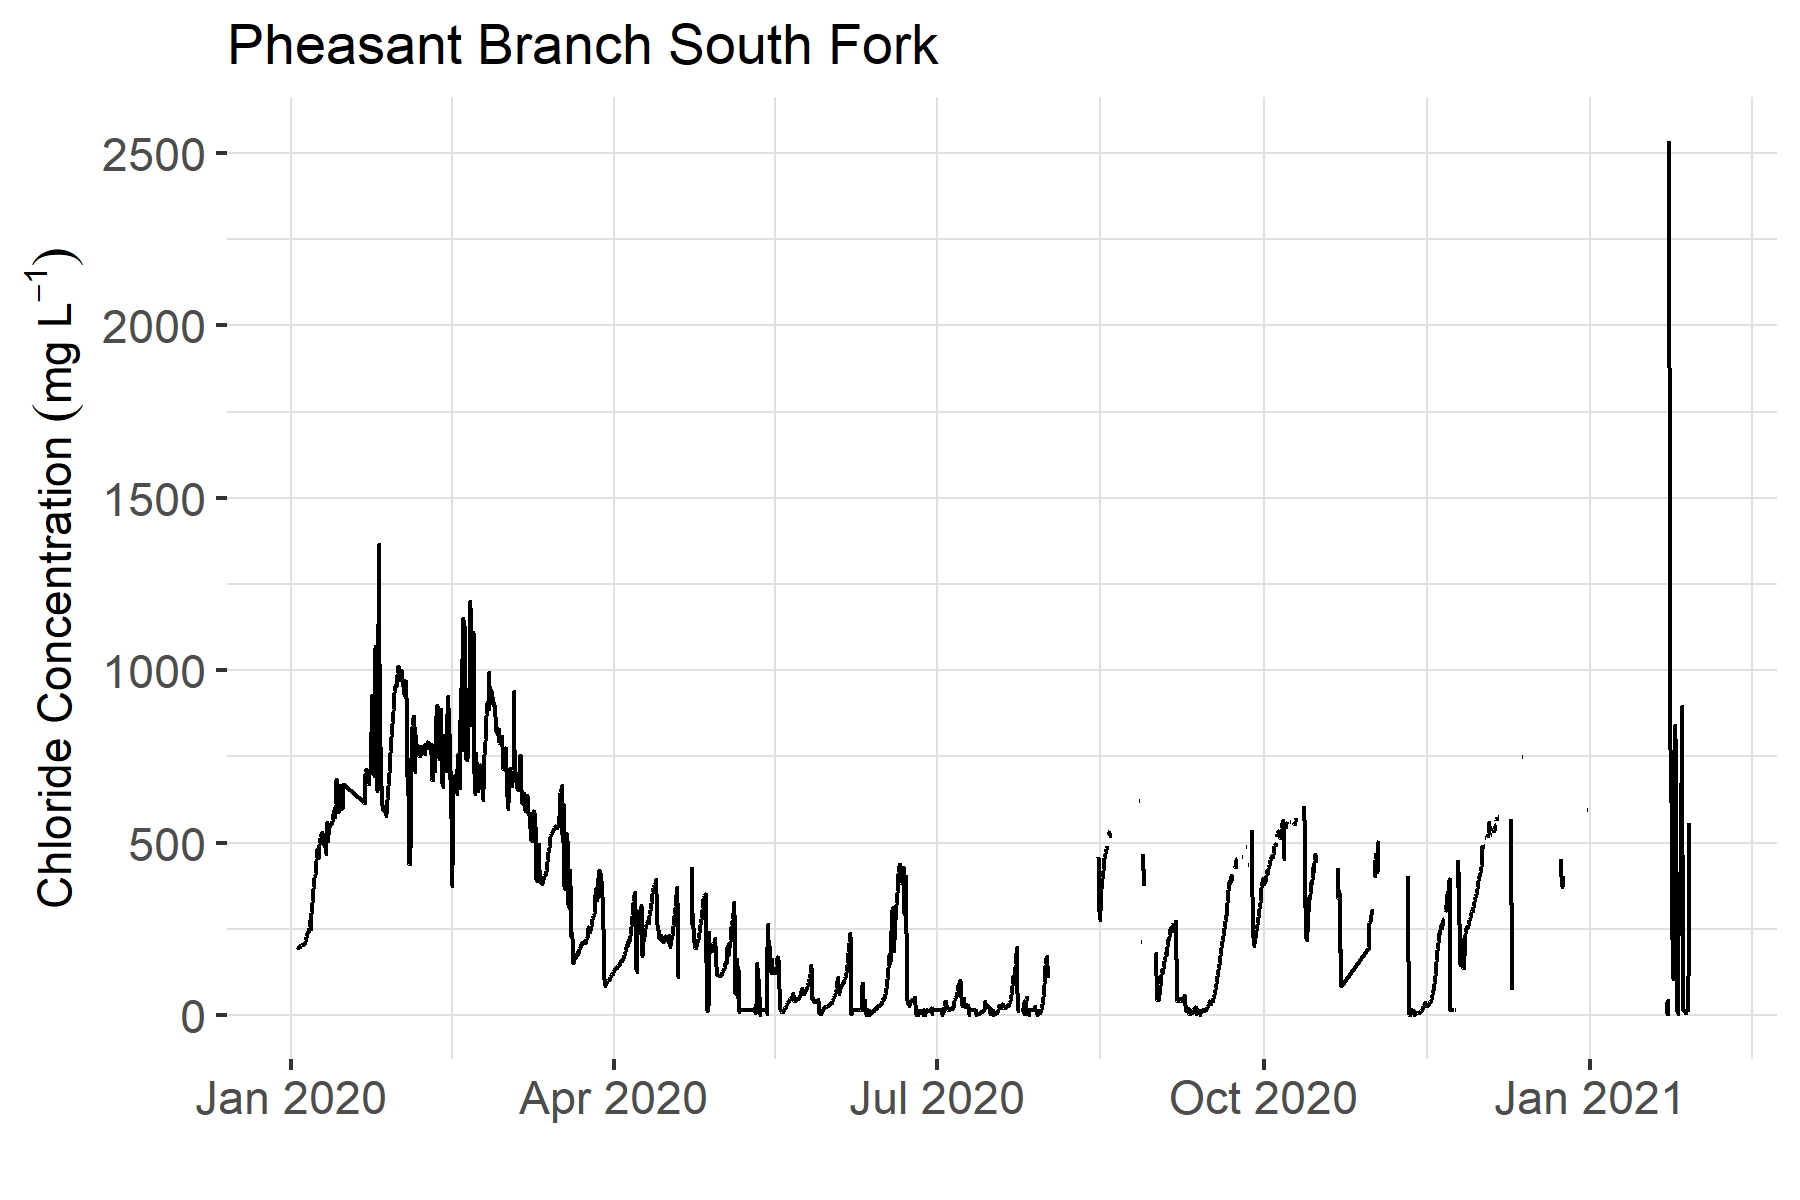 Pheasant Branch South Fork
Chloride Concentration (mg L⁻¹)
2500
2000
1500
1000
500
0
Jan 2020 Apr 2020 Jul 2020 Oct 2020 Jan 2021